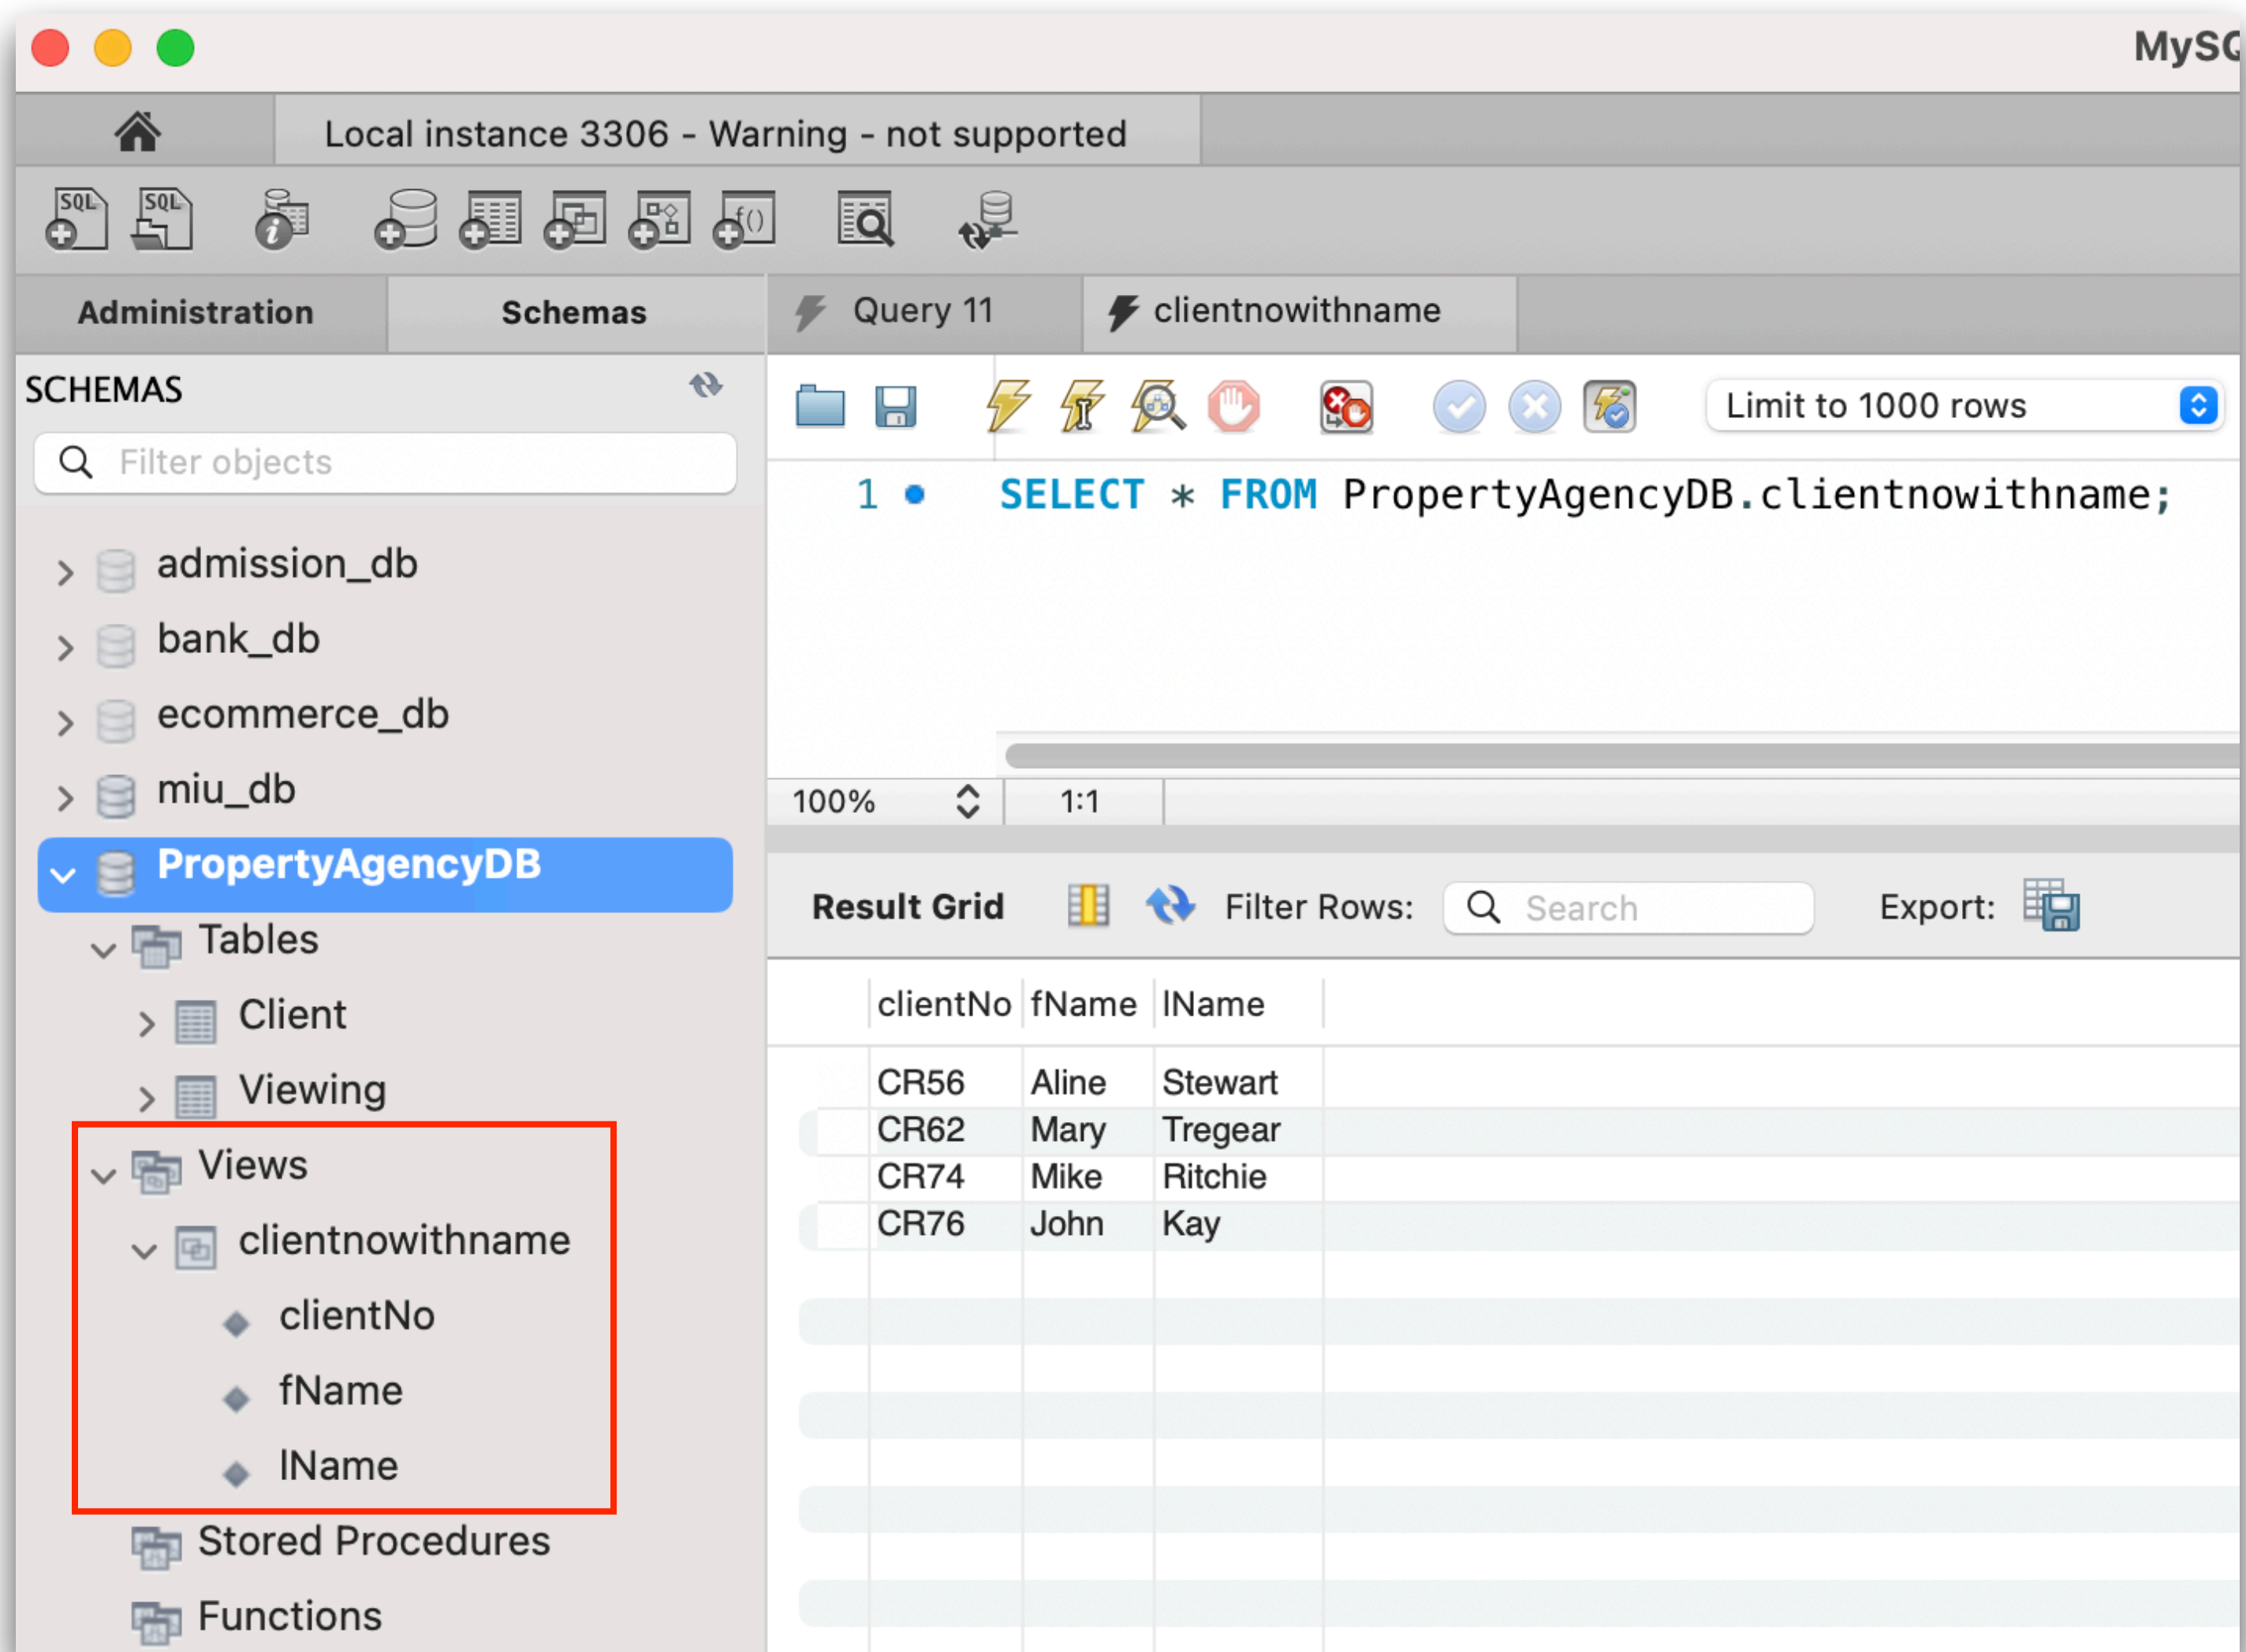 MySQ
Local instance 3306 - Warning - not supported
SQL SQL i f()
Administration Schemas
Query 11 clientnowithname
SCHEMAS
Filter objects
Limit to 1000 rows
1 SELECT * FROM PropertyAgencyDB.clientnowithname;
admission_db
bank_db
ecommerce_db
miu_db
PropertyAgencyDB
Tables
Client
Viewing
Views
clientnowithname
clientNo
fName
lName
Stored Procedures
Functions
100% 1:1
Result Grid Filter Rows: Search Export:
clientNo fName lName
CR56 Aline Stewart
CR62 Mary Tregear
CR74 Mike Ritchie
CR76 John Kay